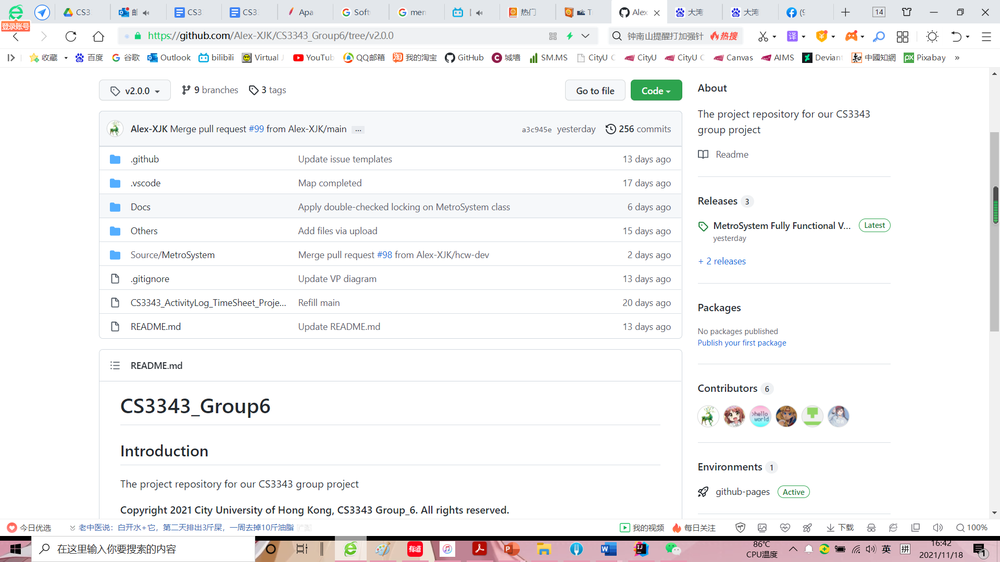 CS3
邮
CS3
CS3
Apa
G Soft
men
热门
T
Alex
大湾
大湾
14
登录账号
https://github.com/Alex-XJK/CS3343_Group6/tree/v2.0.0
钟南山提醒打加强针
热搜
译
收藏
百度
谷歌
Outlook
bilibili
Virtual
YouTub
QQ邮箱
我的淘宝
GitHub
城墙
SM.MS
CityU
CityU
CityU
Canvas
AIMS
Deviant
中國知網
Pixabay
»
v2.0.0
9 branches
3 tags
Go to file
Code
Alex-XJK Merge pull request #99 from Alex-XJK/main ...
a3c945e yesterday
256 commits
.github Update issue templates 13 days ago
.vscode Map completed 17 days ago
Docs Apply double-checked locking on MetroSystem class 6 days ago
Others Add files via upload 15 days ago
Source/MetroSystem Merge pull request #98 from Alex-XJK/hcw-dev 2 days ago
.gitignore Update VP diagram 13 days ago
CS3343_ActivityLog_TimeSheet_Proje... Refill main 20 days ago
README.md Update README.md 13 days ago
README.md
CS3343_Group6
Introduction
The project repository for our CS3343 group project
Copyright 2021 City University of Hong Kong, CS3343 Group_6. All rights reserved.
About
The project repository for our CS3343
group project
Readme
Releases 3
MetroSystem Fully Functional V... Latest
yesterday
+ 2 releases
Packages
No packages published
Publish your first package
Contributors 6
>hello
world
Environments 1
github-pages Active
今日优选
老中医说：白开水+它，第二天排出3斤屎，一周去掉10斤油脂
我的视频
每日关注
下载
100%
在这里输入你要搜索的内容
有道
86℃
CPU温度
英
拼
16:42
2021/11/18
1